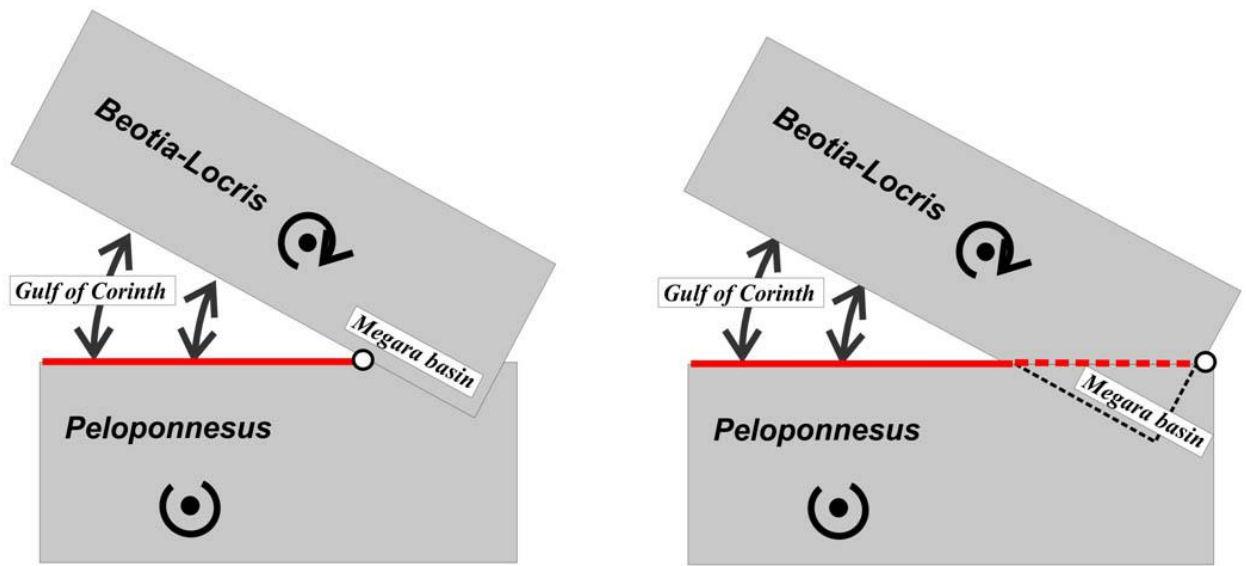 Beotia-Locris
Gulf of Corinth
Megara basin
Peloponnesus
Beotia-Locris
Gulf of Corinth
Megara basin
Peloponnesus